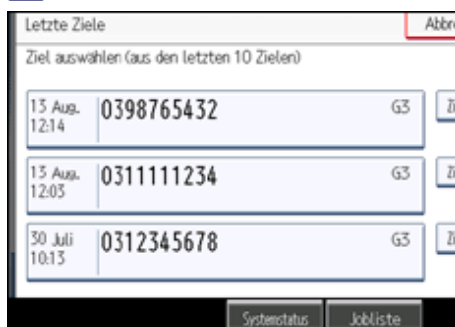 Letzte Ziele
Abbre
Ziel auswählen (aus den letzten 10 Zielen)
13 Aug. 0398765432 G3
12:14
13 Aug. 0311111234 G3
12:03
30 Juli 0312345678 G3
10:13
Systemstatus Jobliste